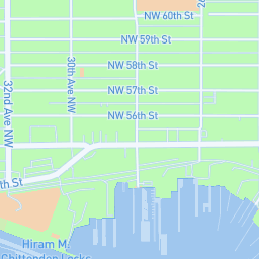 NW 60th St
26
NW 59th St
NW 58th St
30th Ave NW
32nd Ave NW
NW 57th St
NW 56th St
th St
Hiram M.
Chittenden Locks